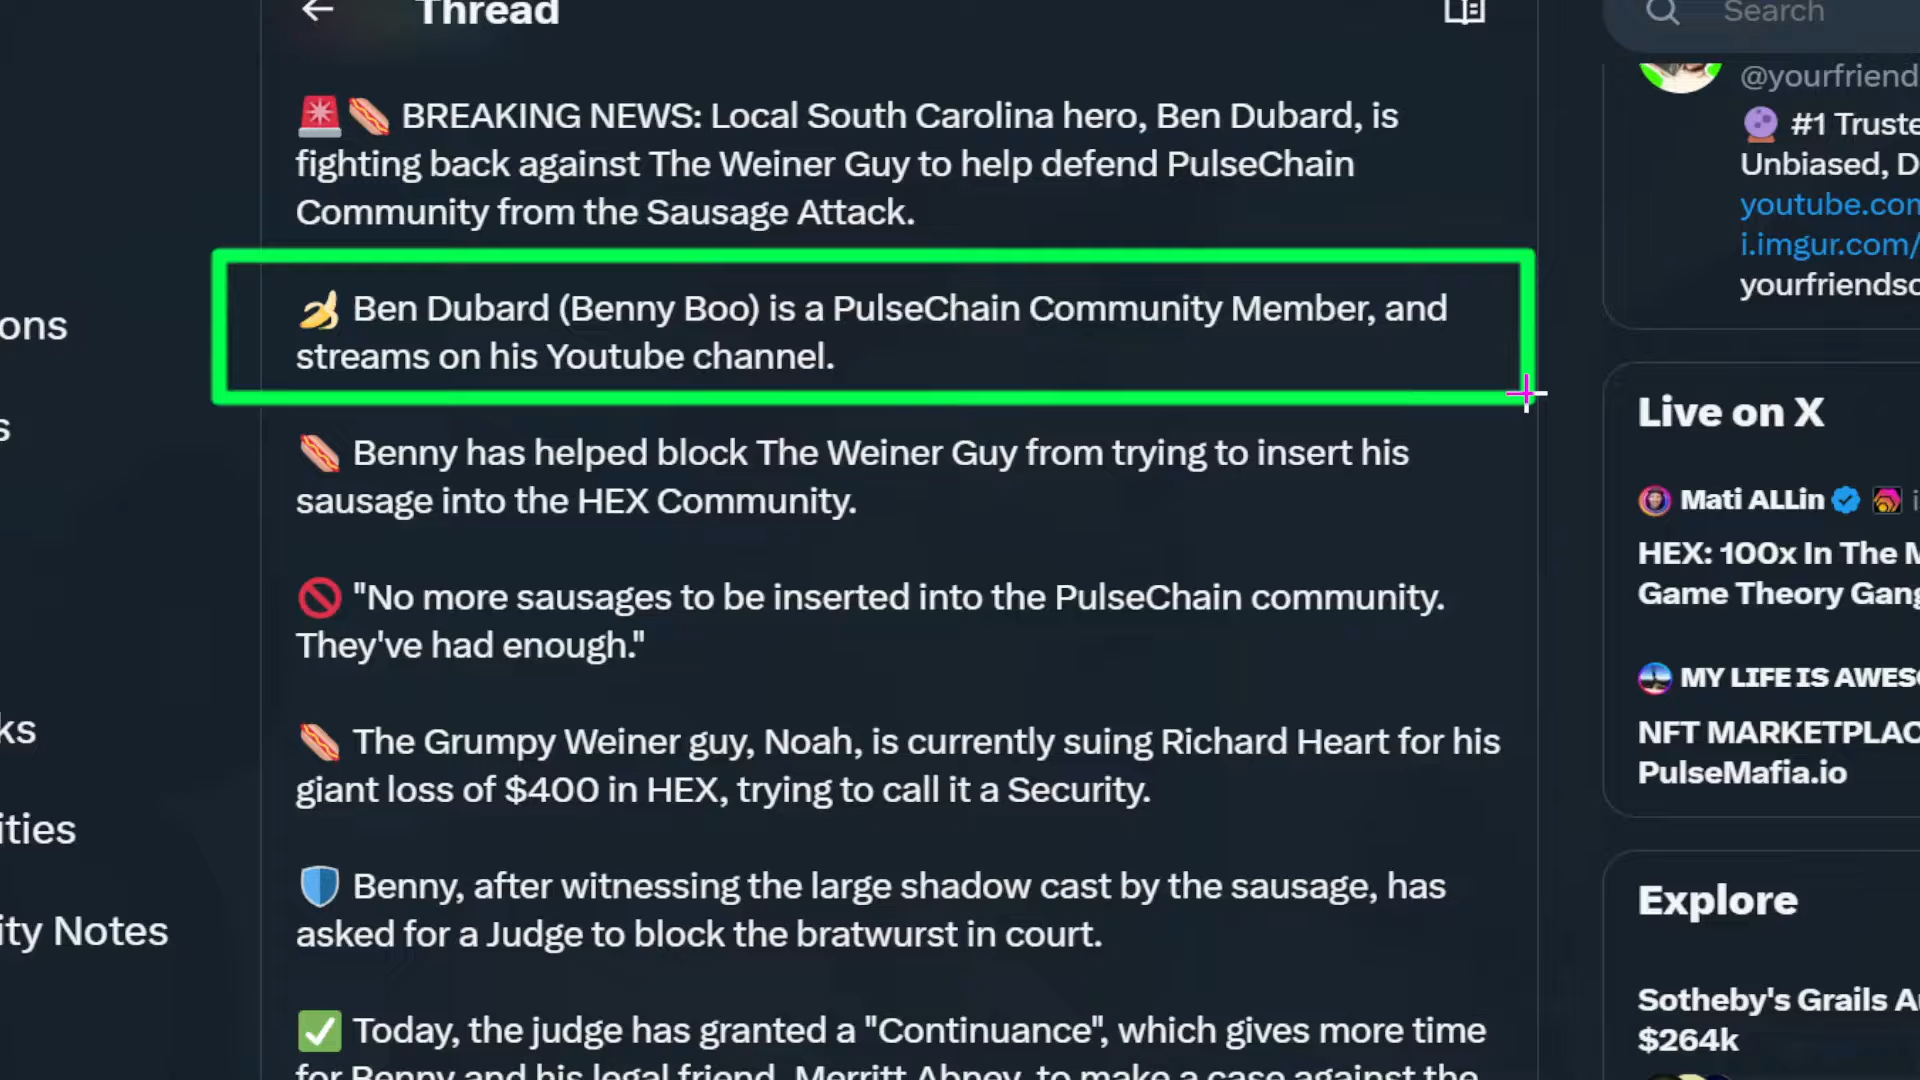 Thread
Search
BREAKING NEWS: Local South Carolina hero, Ben Dubard, is
fighting back against The Weiner Guy to help defend PulseChain
Community from the Sausage Attack.
Ben Dubard (Benny Boo) is a PulseChain Community Member, and
streams on his Youtube channel.
Benny has helped block The Weiner Guy from trying to insert his
sausage into the HEX Community.
"No more sausages to be inserted into the PulseChain community.
They've had enough."
The Grumpy Weiner guy, Noah, is currently suing Richard Heart for his
giant loss of $400 in HEX, trying to call it a Security.
Benny, after witnessing the large shadow cast by the sausage, has
asked for a Judge to block the bratwurst in court.
Today, the judge has granted a "Continuance", which gives more time
for Benny and his legal friend, Merritt Abney, to make a case against the
ons
s
ks
ities
ity Notes
@yourfriend
#1 Truste
Unbiased, D
youtube.com
i.imgur.com/
yourfriendso
Live on X
Mati ALLin
HEX: 100x In The M
Game Theory Gang
MY LIFE IS AWESO
NFT MARKETPLAC
PulseMafia.io
Explore
Sotheby's Grails A
$264k